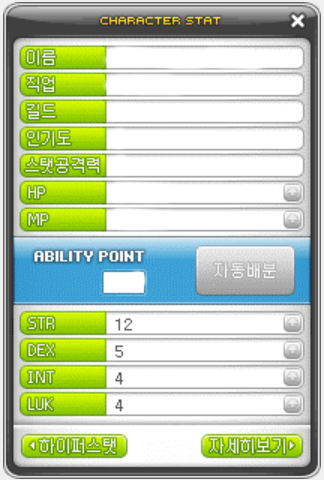 CHARACTER STAT
이름
직업
길드
인기도
스탯공격력
HP
MP
ABILITY POINT
자동배분
STR 12
DEX 5
INT 4
LUK 4
하이퍼스탯 자세히보기